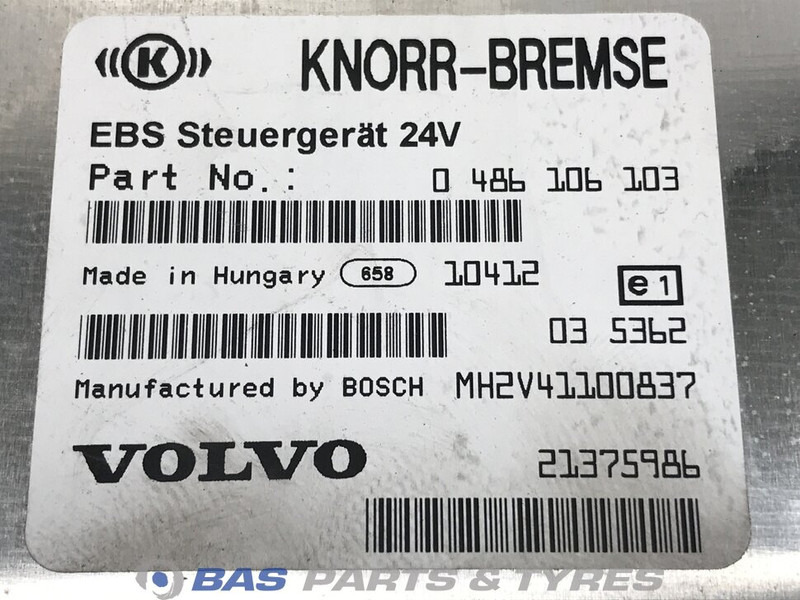 K KNORR-BREMSE
EBS Steuergerät 24V
Part No.: 0 486 106 103
Made in Hungary 658 10412 e1
03 5362
Manufactured by BOSCH MH2V41100837
VOLVO 21375986
BAS PARTS & TYRES